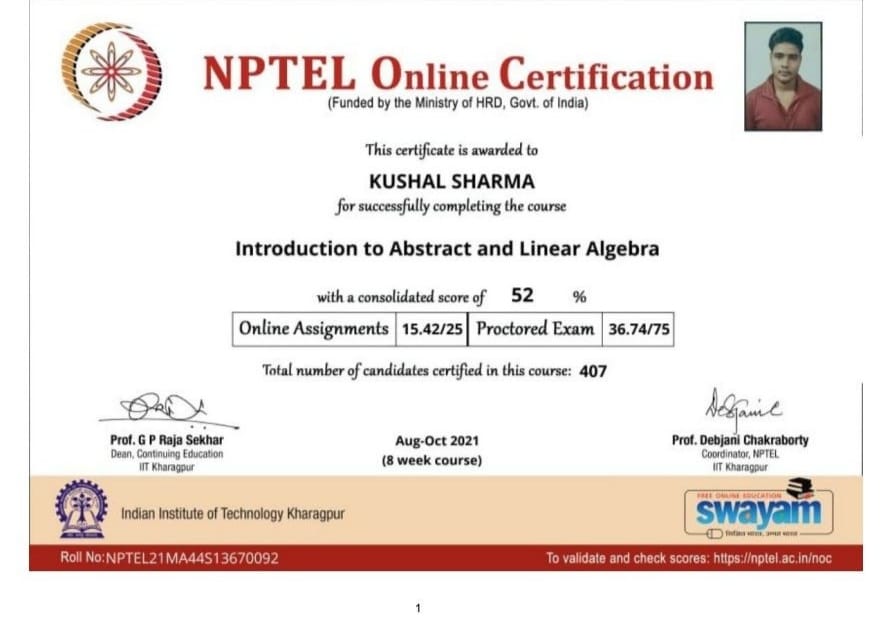 NPTEL Online Certification
(Funded by the Ministry of HRD, Govt. of India)
This certificate is awarded to
KUSHAL SHARMA
for successfully completing the course
Introduction to Abstract and Linear Algebra
with a consolidated score of 52 %
Online Assignments 15.42/25 Proctored Exam 36.74/75
Total number of candidates certified in this course: 407
Prof. G P Raja Sekhar
Dean, Continuing Education
IIT Kharagpur
Aug-Oct 2021
(8 week course)
Prof. Debjani Chakraborty
Coordinator, NPTEL
IIT Kharagpur
Indian Institute of Technology Kharagpur
FREE ONLINE EDUCATION
swayam
शिक्षित भारत, उन्नत भारत
Roll No:NPTEL21MA44S13670092
To validate and check scores: https://nptel.ac.in/noc
1